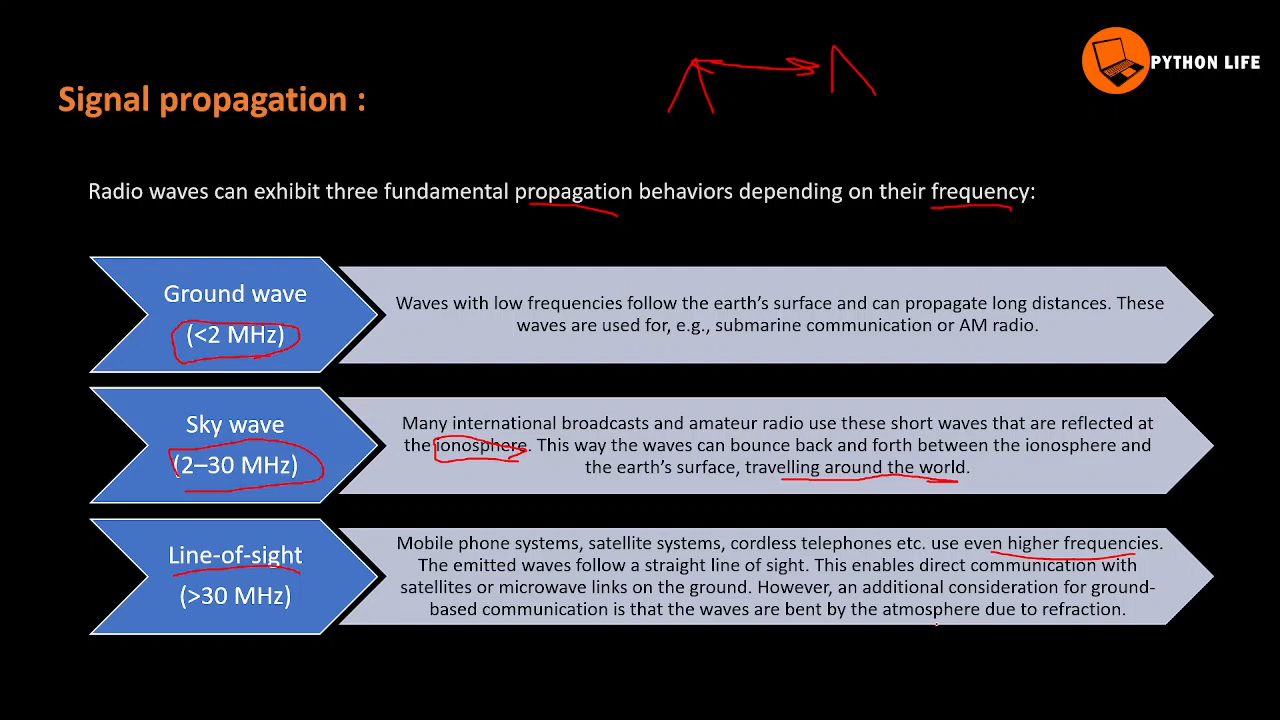 PYTHON LIFE
Signal propagation :
Radio waves can exhibit three fundamental propagation behaviors depending on their frequency:
Ground wave
(<2 MHz)
Waves with low frequencies follow the earth's surface and can propagate long distances. These
waves are used for, e.g., submarine communication or AM radio.
Sky wave
(2–30 MHz)
Many international broadcasts and amateur radio use these short waves that are reflected at
the ionosphere. This way the waves can bounce back and forth between the ionosphere and
the earth's surface, travelling around the world.
Line-of-sight
(>30 MHz)
Mobile phone systems, satellite systems, cordless telephones etc. use even higher frequencies.
The emitted waves follow a straight line of sight. This enables direct communication with
satellites or microwave links on the ground. However, an additional consideration for ground-
based communication is that the waves are bent by the atmosphere due to refraction.